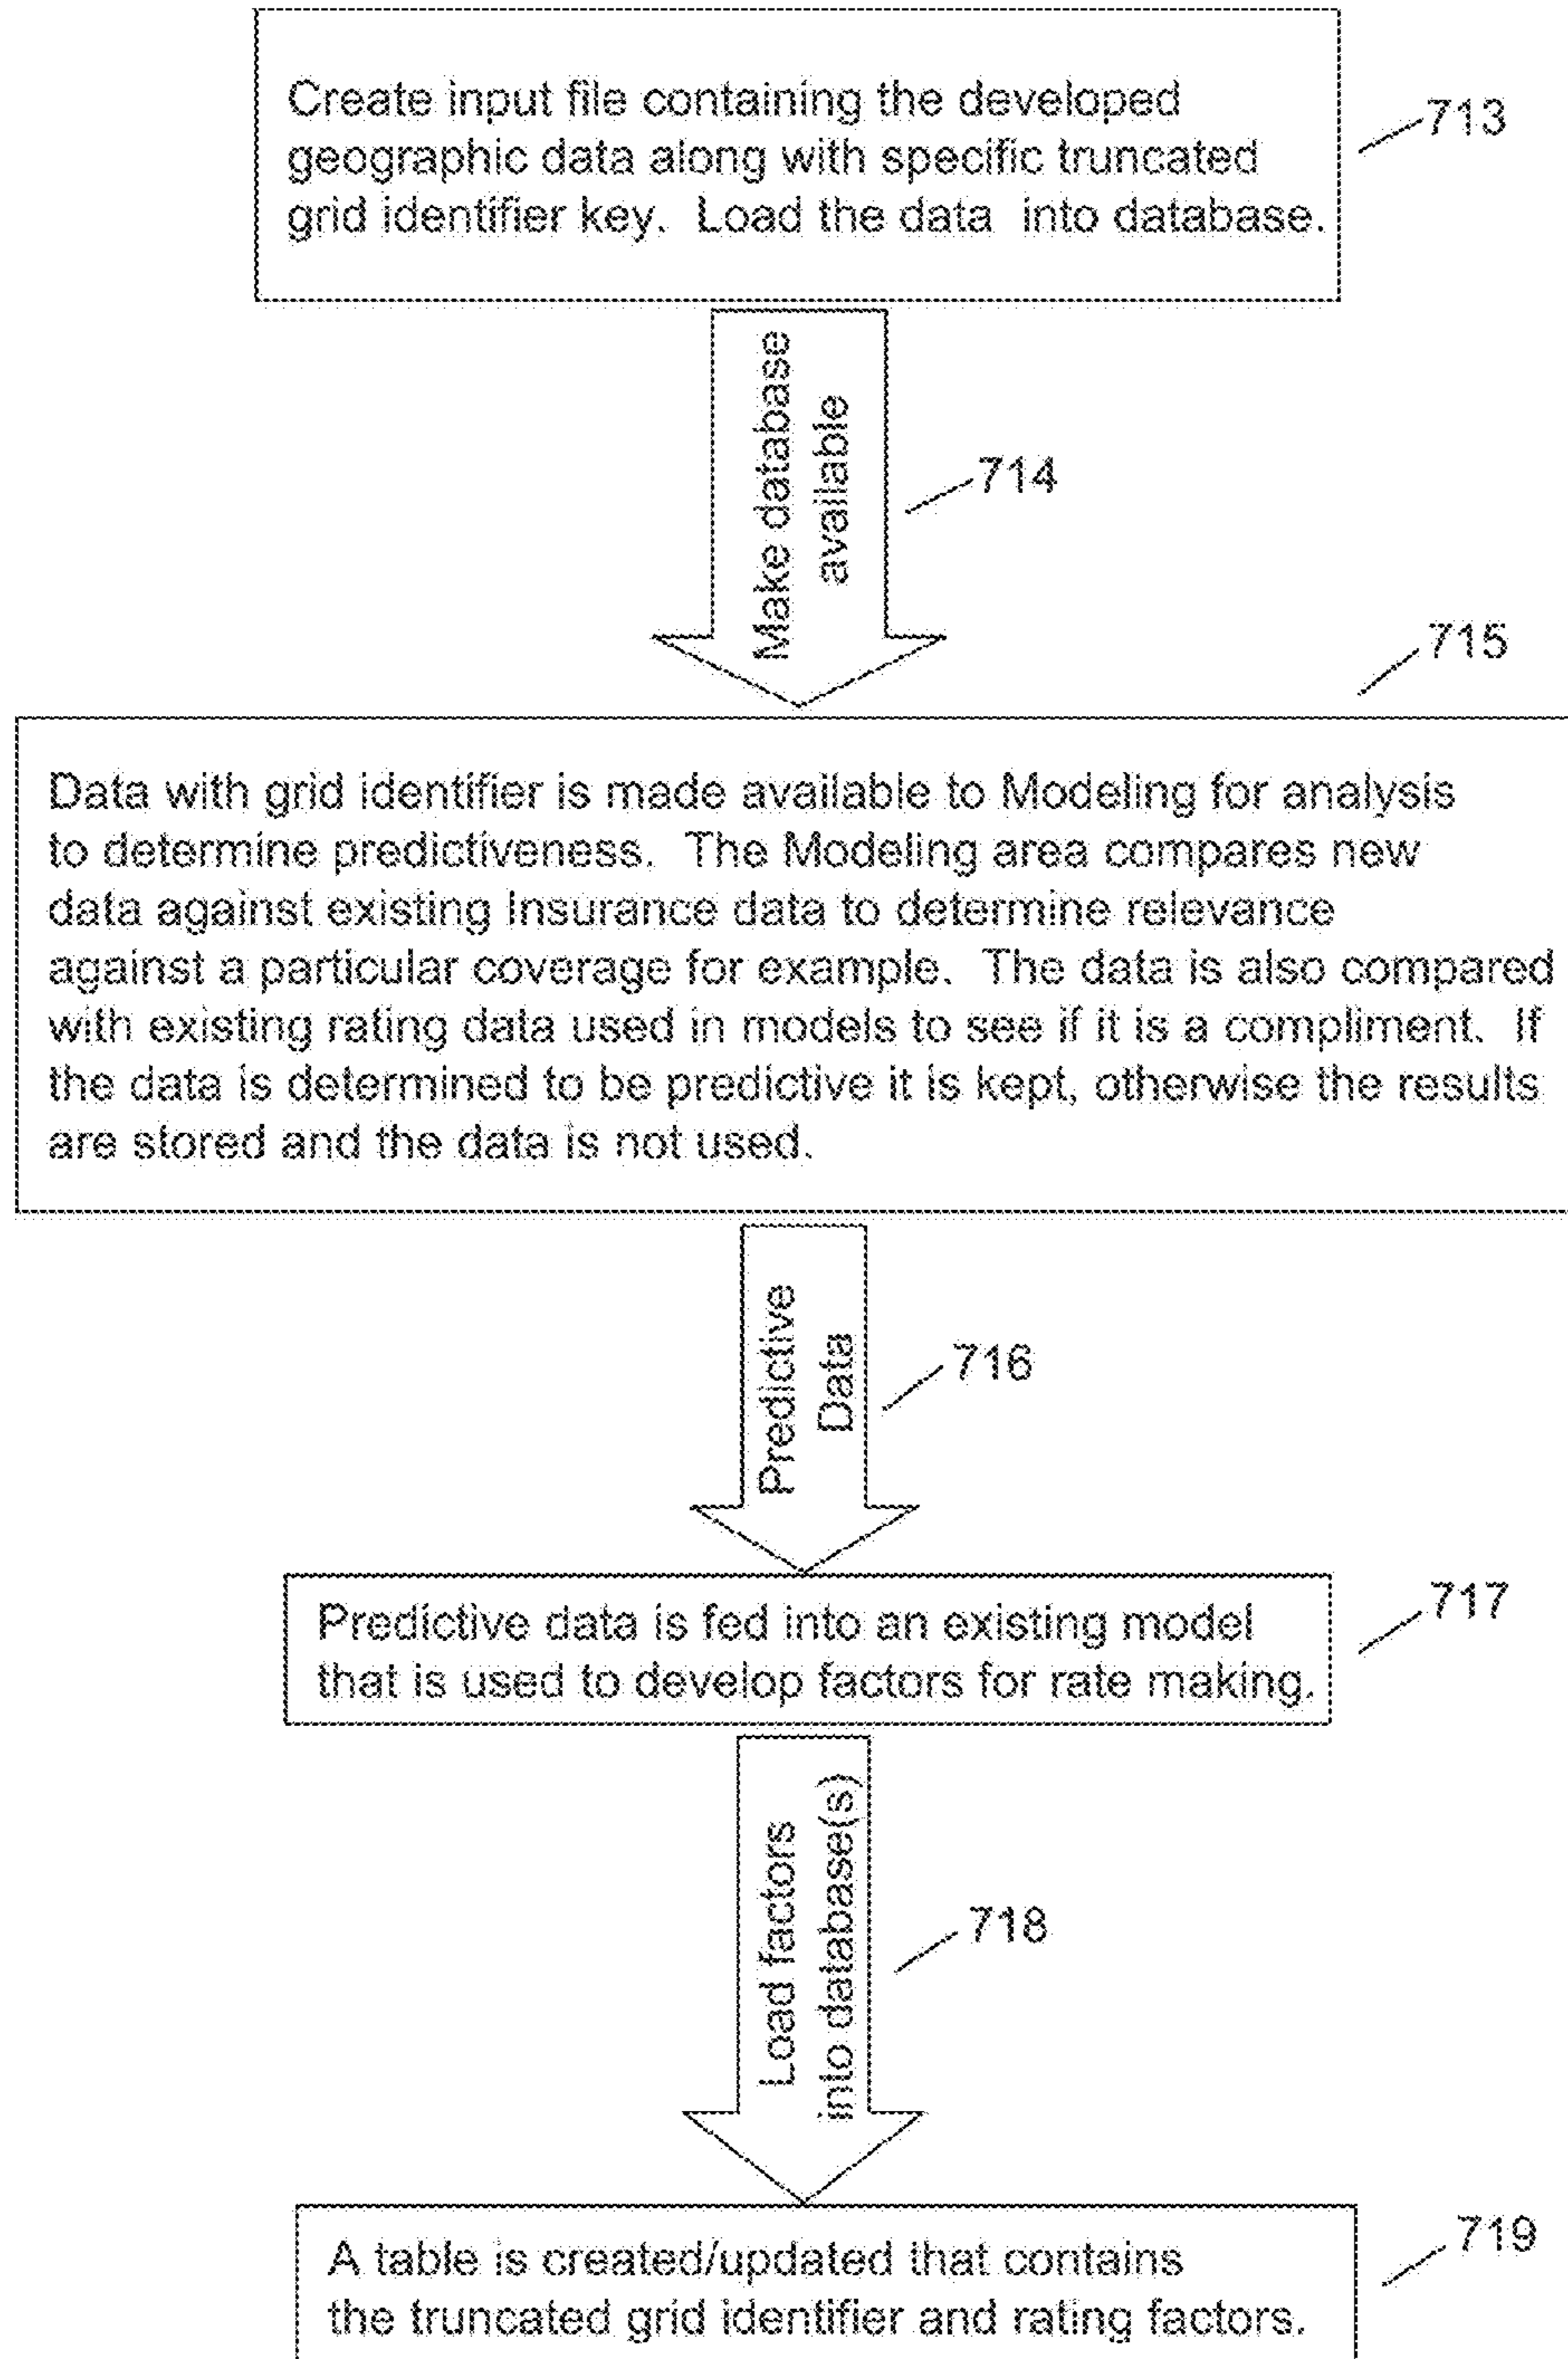 Create input file containing the developed
geographic data along with specific truncated
grid identifier key. Load the data into database.
713
Make database
available
714
715
Data with grid identifier is made available to Modeling for analysis
to determine predictiveness. The Modeling area compares new
data against existing Insurance data to determine relevance
against a particular coverage for example. The data is also compared
with existing rating data used in models to see if it is a compliment. If
the data is determined to be predictive it is kept, otherwise the results
are stored and the data is not used.
Predictive
Data
716
Predictive data is fed into an existing model
that is used to develop factors for rate making.
717
Load factors
into database(s)
718
A table is created/updated that contains
the truncated grid identifier and rating factors.
719